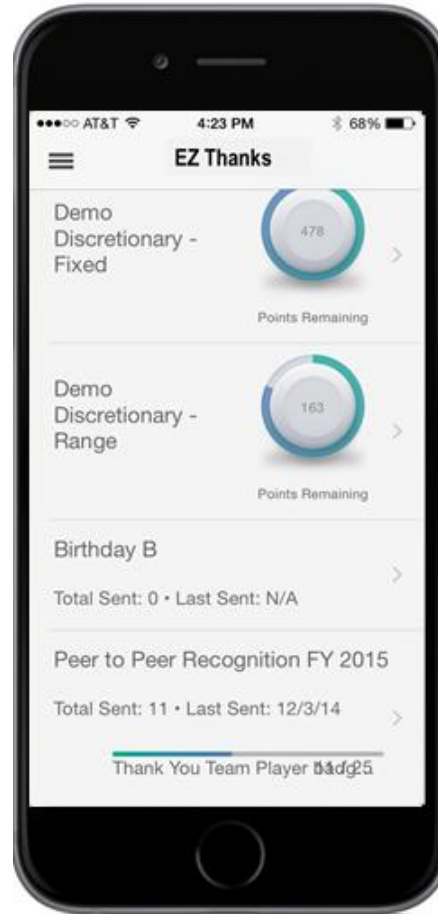 AT&T 4:23 PM 68%
EZ Thanks
Demo
Discretionary -
Fixed
478
Points Remaining
Demo
Discretionary -
Range
163
Points Remaining
Birthday B
Total Sent: 0 • Last Sent: N/A
Peer to Peer Recognition FY 2015
Total Sent: 11 • Last Sent: 12/3/14
Thank You Team Player